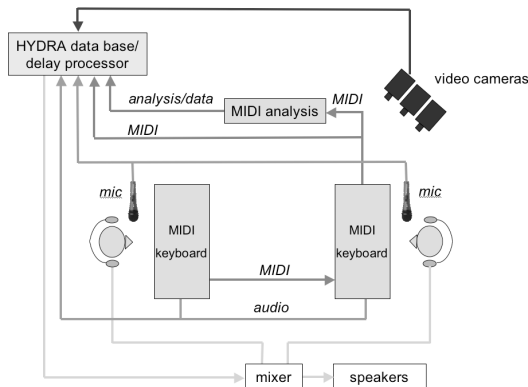 HYDRA data base/
delay processor
video cameras
analysis/data
MIDI analysis
MIDI
MIDI
mic
mic
MIDI
keyboard
MIDI
keyboard
MIDI
audio
mixer
speakers